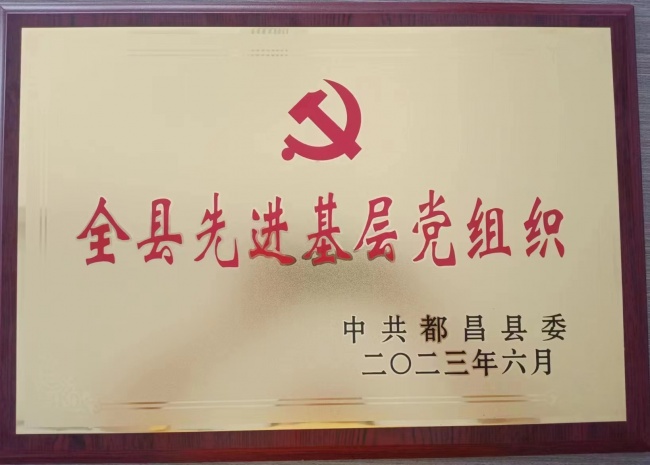 全县先进基层党组织
中共都昌县委
二〇二三年六月